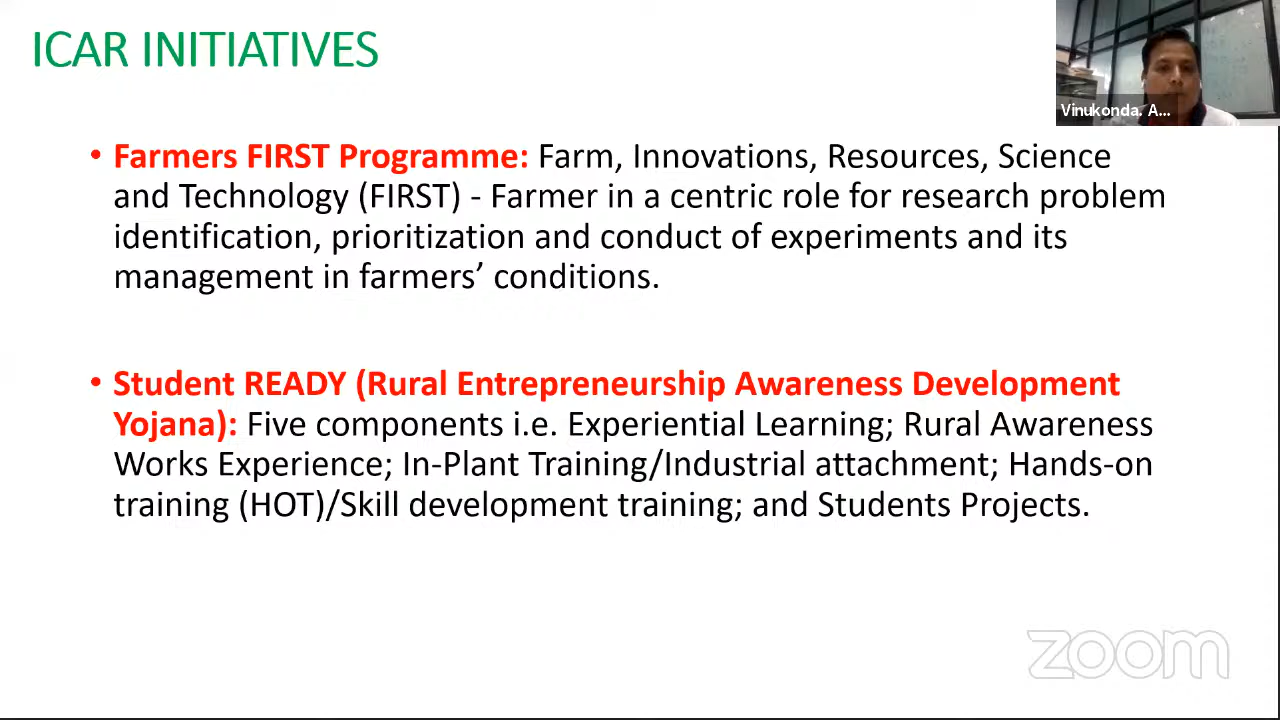 ICAR INITIATIVES
Vinukonda. A...
• Farmers FIRST Programme: Farm, Innovations, Resources, Science
and Technology (FIRST) - Farmer in a centric role for research problem
identification, prioritization and conduct of experiments and its
management in farmers’ conditions.
• Student READY (Rural Entrepreneurship Awareness Development
Yojana): Five components i.e. Experiential Learning; Rural Awareness
Works Experience; In-Plant Training/Industrial attachment; Hands-on
training (HOT)/Skill development training; and Students Projects.
zoom